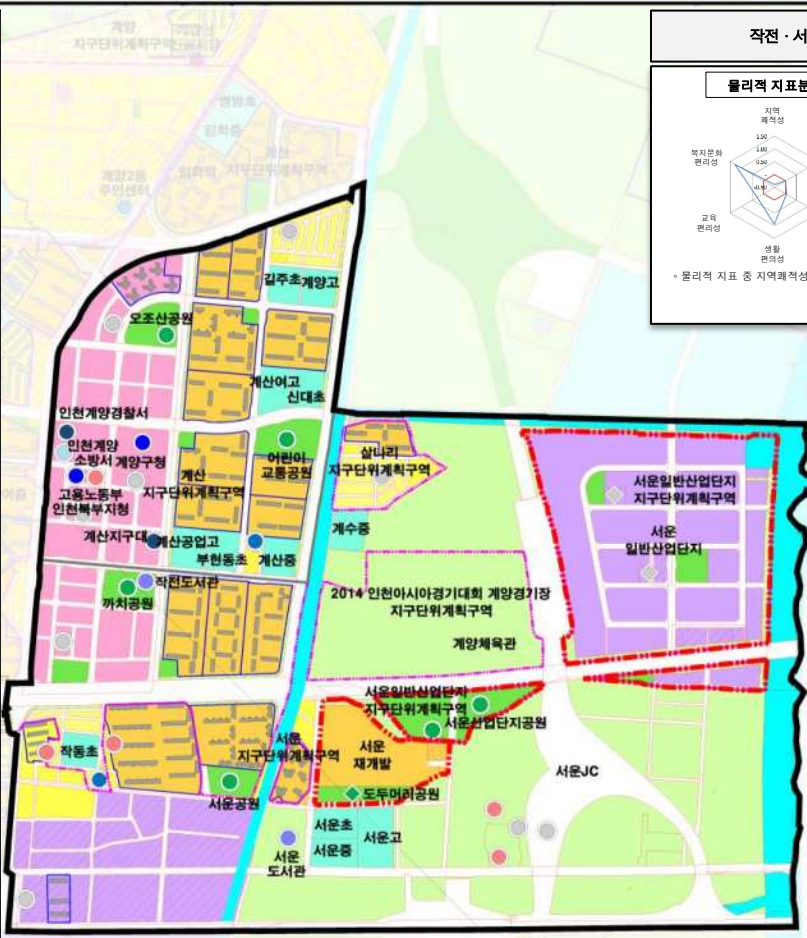 작전 · 서
물리적 지표분
지역
쾌적성
1.50
1.00
0.50
-0.50
복지문화
편리성
교육
편리성
생활
편의성
◦ 물리적 지표 중 지역쾌적성
계양
지구단위계획구역
병방초
임학중
계양2동
주민센터
임학역
계산
지구단위계획구역
길주초 계양고
오조산공원
계산여고
신대초
인천계양경찰서
인천계양
소방서 계양구청
고용노동부
인천북부지청
계산
지구단위계획구역
어린이
교통공원
살나리
지구단위계획구역
서운일반산업단지
지구단위계획구역
서운
일반산업단지
계산지구대
계산공업고
부현동초 계산중
계수중
작전도서관
까치공원
2014 인천아시아경기대회 계양경기장
지구단위계획구역
계양체육관
서운일반산업단지
지구단위계획구역
서운산업단지공원
서운
지구단위계획구역
서운
재개발
작동초
서운공원
도두머리공원
서운JC
서운초
서운중
서운고
서운
도서관